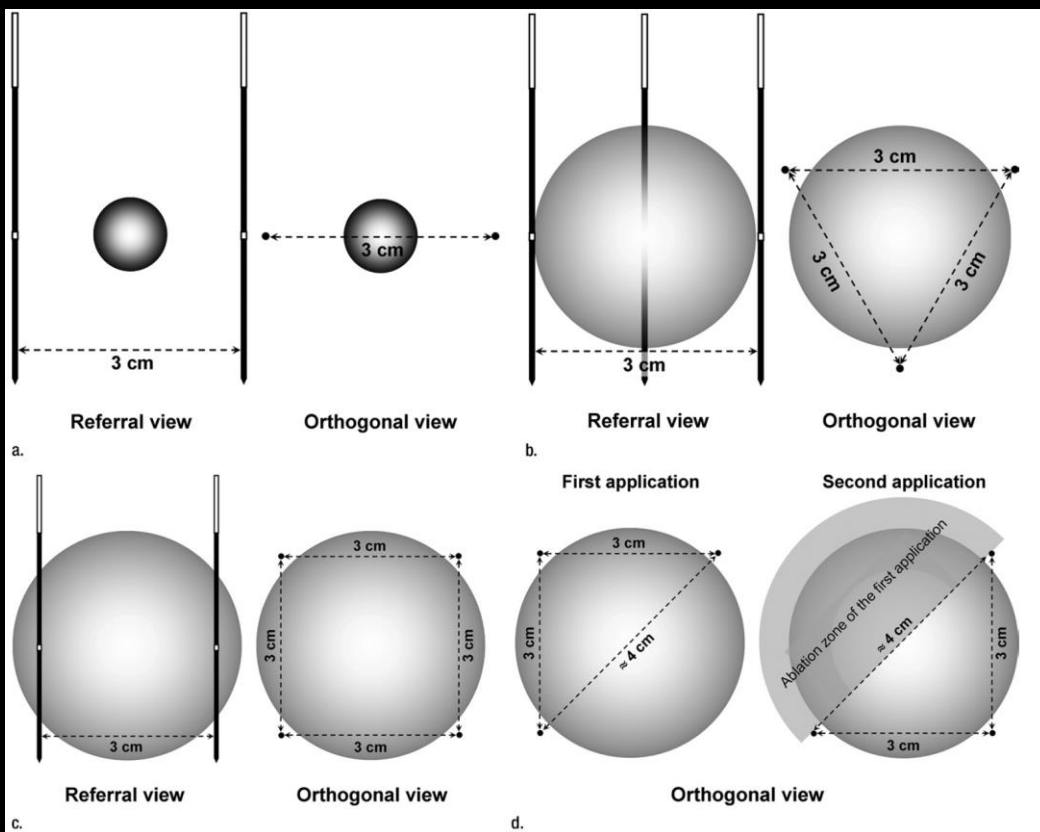 3 cm
3 cm
Referral view
Orthogonal view
a.
3 cm
3 cm
3 cm
3 cm
Referral view
Orthogonal view
b.
3 cm
3 cm
3 cm
3 cm
3 cm
Referral view
Orthogonal view
c.
First application
Second application
3 cm
3 cm
≈ 4 cm
Ablation zone of the first application
≈ 4 cm
3 cm
3 cm
Orthogonal view
d.